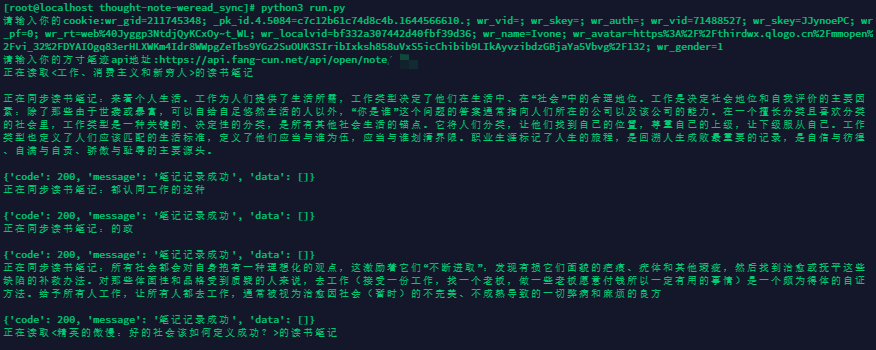 [root@localhost thought-note-weread_sync]# python3 run.py
请输入你的cookie:wr_gid=211745348; _pk_id.4.5084=c7c12b61c74d8c4b.1644566610.; wr_vid=; wr_skey=; wr_auth=; wr_vid=71488527; wr_skey=JJynoePC; wr
_pf=0; wr_rt=web%40Jyggp3NtdjQyKCxOy~t_WL; wr_localvid=bf332a307442d40fbf39d36; wr_name=Ivone; wr_avatar=https%3A%2F%2Fthirdwx.qlogo.cn%2Fmmopen%
2Fvi_32%2FDYAIOgq83erHLXWKm4Idr8WWpgZeTbs9YGz2SuOUK3SIribIxksh858uVxS5icChibib9LIkAyvzibdzGBjaYa5Vbvg%2F132; wr_gender=1
请输入你的方寸笔迹api地址:https://api.fang-cun.net/api/open/note/
正在读取<工作、消费主义和新穷人>的读书笔记
正在同步读书笔记：来着个人生活。工作为人们提供了生活所需，工作类型决定了他们在生活中、在“社会”中的合理地位。工作是决定社会地位和自我评价的主要因
素：除了那些由于世袭或暴富，可以自给自足悠然生活的人以外，“你是谁”这个问题的答案通常指向人们所在的公司以及该公司的能力。在一个擅长分类且喜欢分类
的社会里，工作类型是一种关键的、决定性的分类，是所有其他社会生活的锚点。它将人们分类，让他们找到自己的位置，尊重自己的上级，让下级服从自己。工作
类型也定义了人们应该匹配的生活标准，定义了他们应当与谁为伍，应当与谁划清界限。职业生涯标记了人生的旅程，是回溯人生成败最重要的记录，是自信与彷徨
、自满与自责、骄傲与耻辱的主要源头。
{'code': 200, 'message': '笔记记录成功', 'data': []}
正在同步读书笔记：都认同工作的这种
{'code': 200, 'message': '笔记记录成功', 'data': []}
正在同步读书笔记：的政
{'code': 200, 'message': '笔记记录成功', 'data': []}
正在同步读书笔记：所有社会都会对自身抱有一种理想化的观点，这激励着它们“不断进取”：发现有损它们面貌的疤痕、疣体和其他瑕疵，然后找到治愈或抚平这些
缺陷的补救办法。对那些体面性和品格受到质疑的人来说，去工作（接受一份工作，找一个老板，做一些老板愿意付钱所以一定有用的事情）是一个颇为得体的自证
方法。给予所有人工作，让所有人都去工作，通常被视为治愈因社会（暂时）的不完美、不成熟导致的一切弊病和麻烦的良方
{'code': 200, 'message': '笔记记录成功', 'data': []}
正在读取<精英的傲慢：好的社会该如何定义成功？>的读书笔记